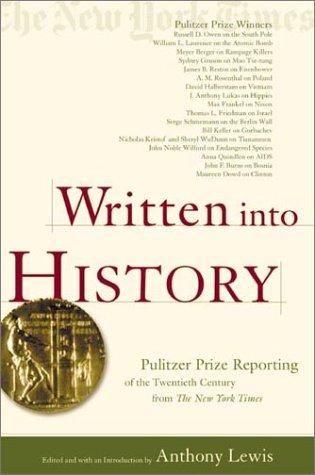 The New York Times
Pulitzer Prize Winners
Russell D. Owen on the South Pole
William L. Laurence on the Atomic Bomb
Meyer Berger on Rampage Killers
Sydney Gruson on Mao Tse-tung
James B. Reston on Eisenhower
A. M. Rosenthal on Poland
David Halberstam on Vietnam
J. Anthony Lukas on Hippies
Max Frankel on Nixon
Thomas L. Friedman on Israel
Serge Schmemann on the Berlin Wall
Bill Keller on Gorbachev
Nicholas Kristof and Sheryl WuDunn on Tiananmen
John Noble Wilford on Endangered Species
Anna Quindlen on AIDS
John F. Burns on Bosnia
Maureen Dowd on Clinton
Written into
HISTORY
Pulitzer Prize Reporting
of the Twentieth Century
from The New York Times
Edited and with an Introduction by Anthony Lewis